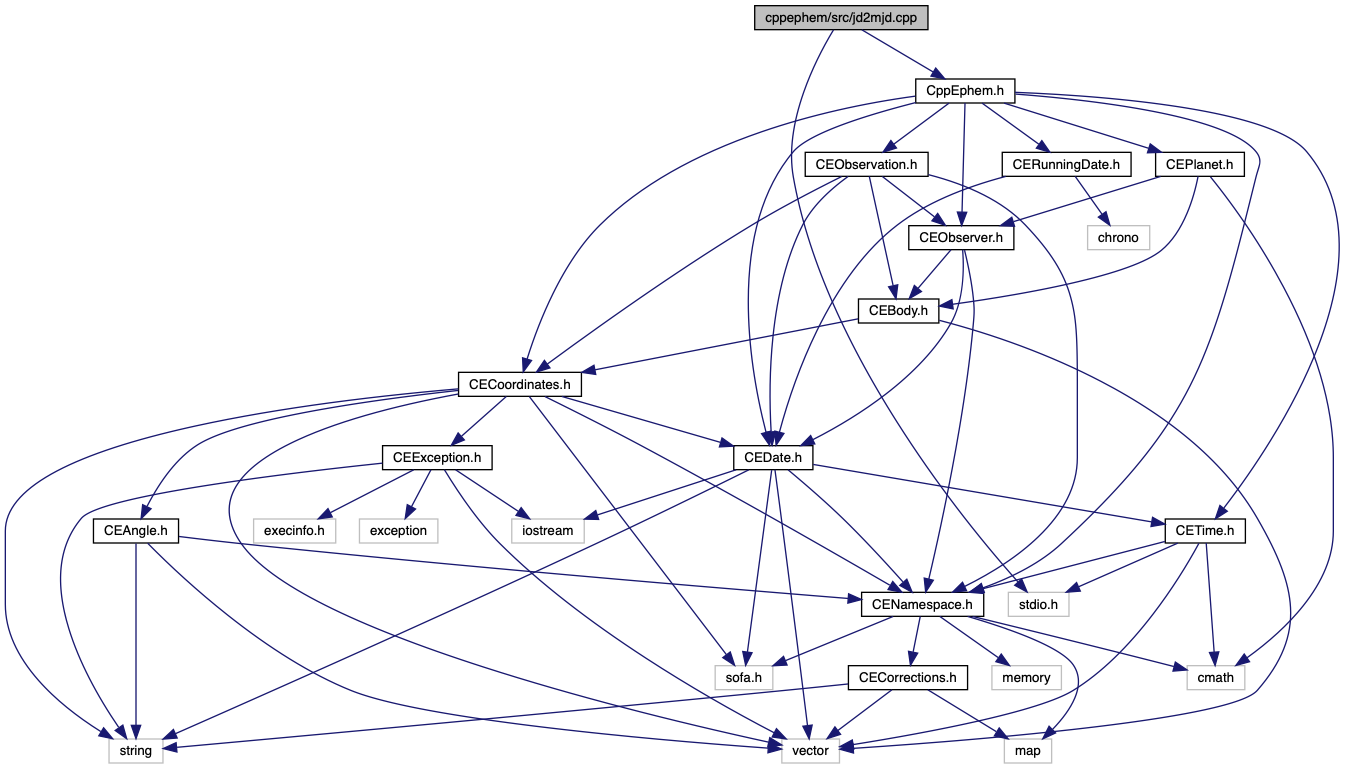 cppephem/src/jd2mjd.cpp
CppEphem.h
CEObservation.h
CERunningDate.h
CEPlanet.h
CEObserver.h
chrono
CEBody.h
CECoordinates.h
CEException.h
CEDate.h
CEAngle.h
execinfo.h
exception
iostream
CETime.h
CENamespace.h
stdio.h
sofa.h
CECorrections.h
memory
cmath
string
vector
map